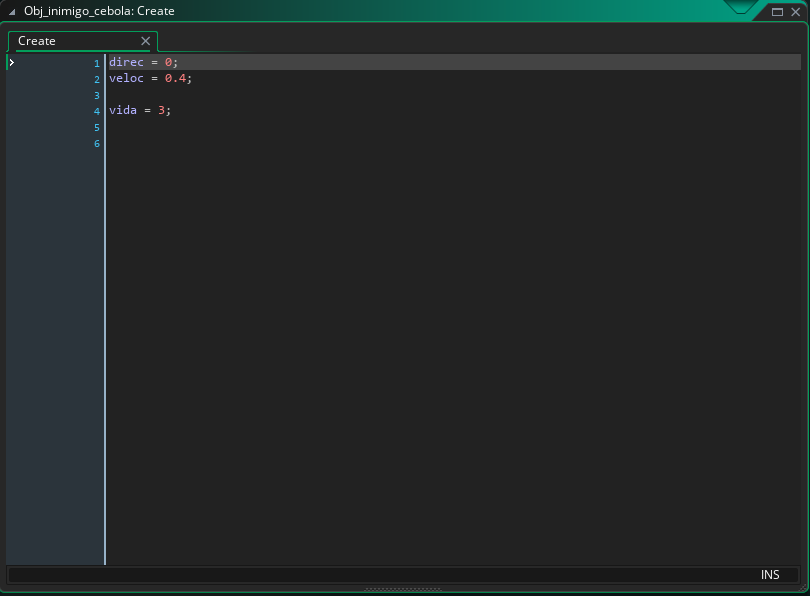 Obj_inimigo_cebola: Create
Create
1 direc = 0;
2 veloc = 0.4;
3
4 vida = 3;
5
6
INS